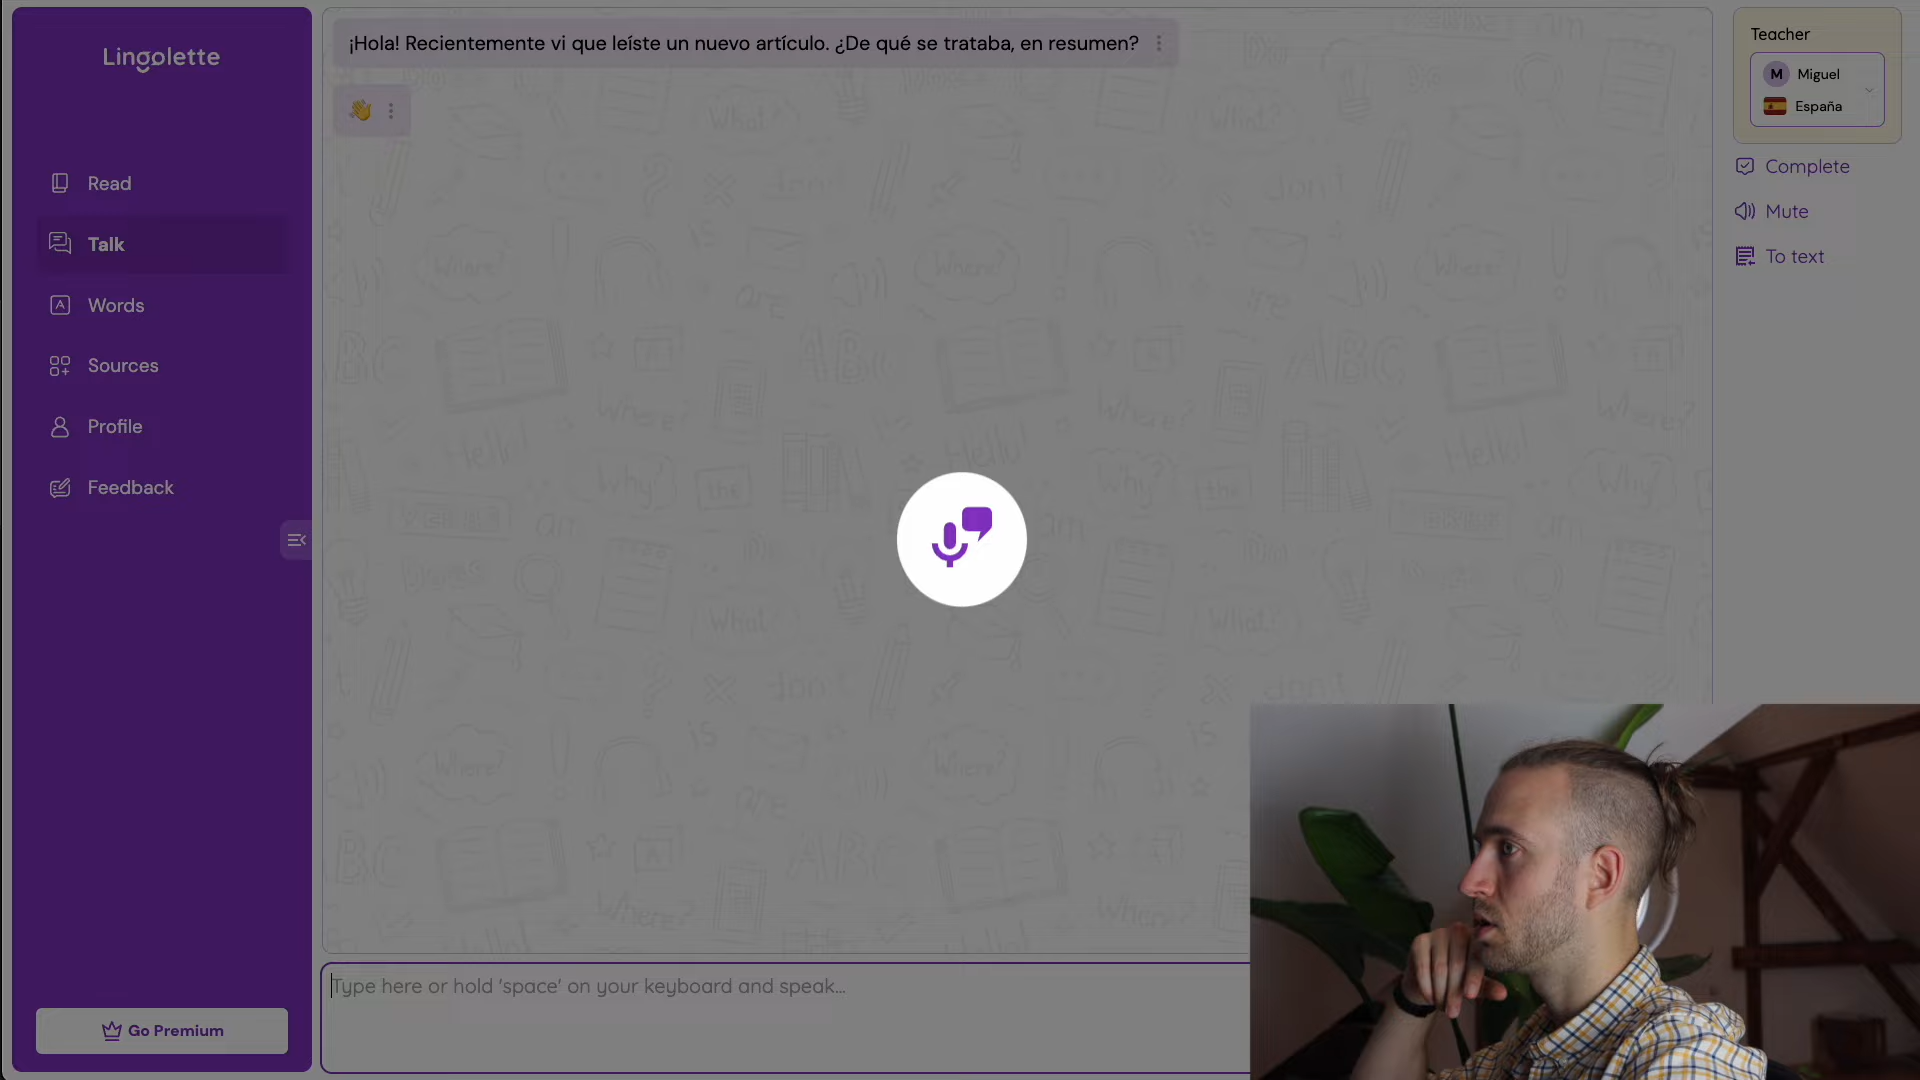 Lingolette
Read
Talk
Words
Sources
Profile
Feedback
Go Premium
¡Hola! Recientemente vi que leíste un nuevo artículo. ¿De qué se trataba, en resumen?
Type here or hold 'space' on your keyboard and speak...
Teacher
M Miguel
España
Complete
Mute
To text